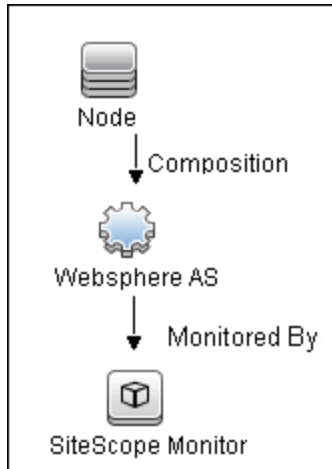 Node
Composition
Websphere AS
Monitored By
SiteScope Monitor